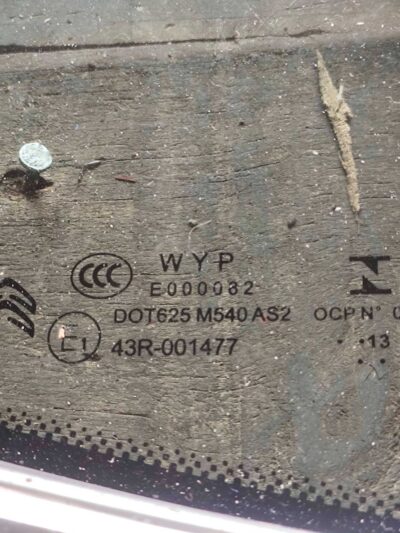 CCC
WYP
E000082
DOT625 M540 AS2
OCP N°
E1
43R-001477
• •13